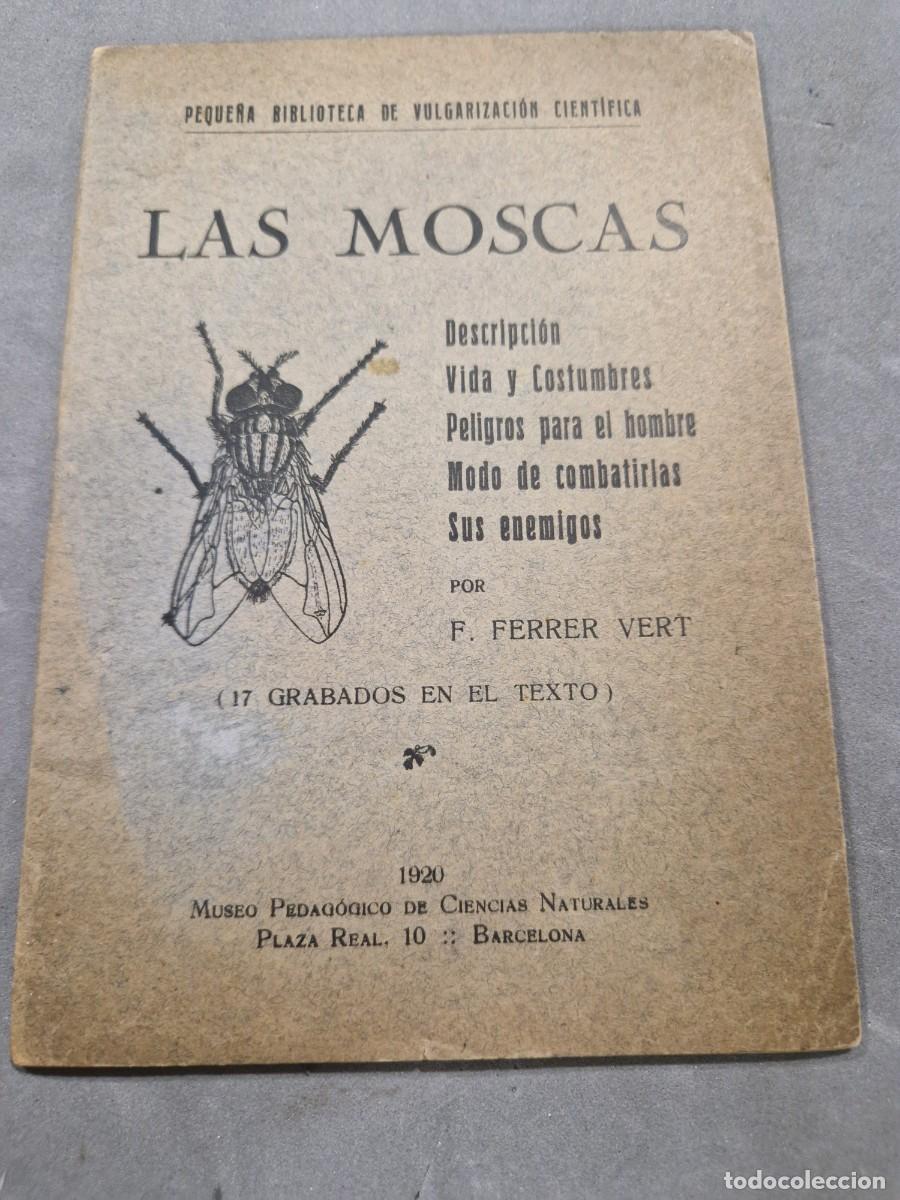 PEQUEÑA BIBLIOTECA DE VULGARIZACIÓN CIENTÍFICA
LAS MOSCAS
Descripción
Vida y Costumbres
Peligros para el hombre
Modo de combatirlas
Sus enemigos
POR
F. FERRER VERT
(17 GRABADOS EN EL TEXTO)
1920
MUSEO PEDAGÓGICO DE CIENCIAS NATURALES
PLAZA REAL, 10 :: BARCELONA
todocoleccion